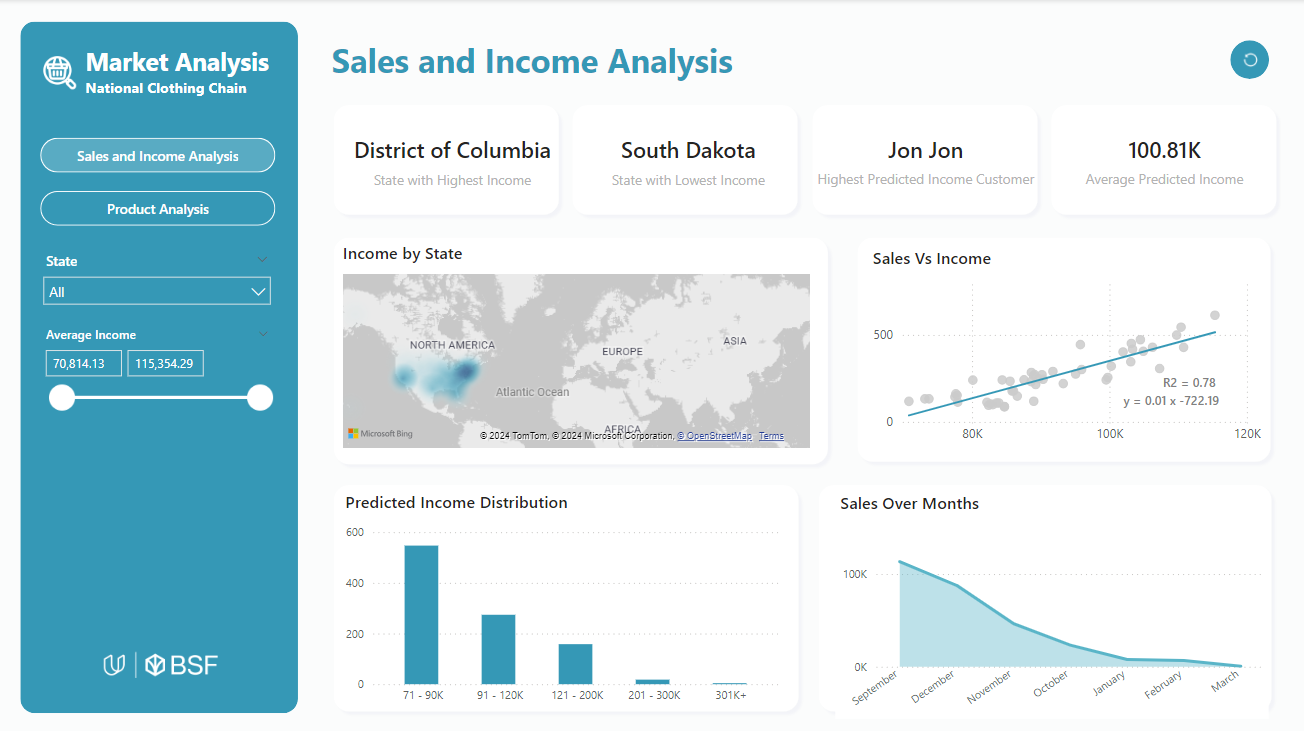 Market Analysis
National Clothing Chain
Sales and Income Analysis
Product Analysis
State
All
Average Income
70,814.13
115,354.29
BSF
Sales and Income Analysis
District of Columbia
State with Highest Income
South Dakota
State with Lowest Income
Jon Jon
Highest Predicted Income Customer
100.81K
Average Predicted Income
Income by State
NORTH AMERICA
EUROPE
ASIA
Atlantic Ocean
AFRICA
Microsoft Bing
© 2024 TomTom, © 2024 Microsoft Corporation, © OpenStreetMap Terms
Sales Vs Income
500
0
R2 = 0.78
y = 0.01 x -722.19
80K 100K 120K
Predicted Income Distribution
600
400
200
0
71 - 90K 91 - 120K 121 - 200K 201 - 300K 301K+
Sales Over Months
100K
0K
September December November October January February March